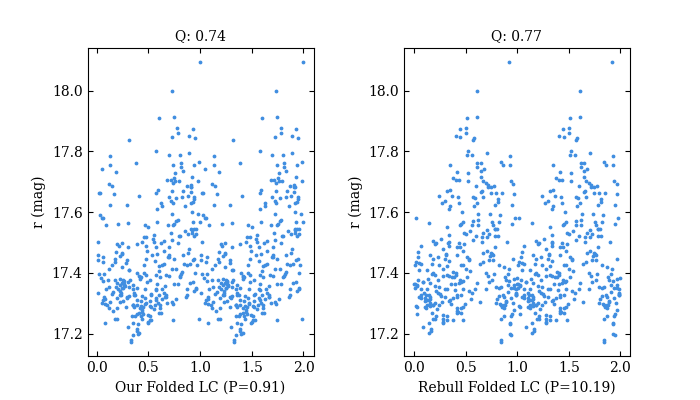 Q: 0.74
Q: 0.77
r (mag)
18.0
17.8
17.6
17.4
17.2
0.0 0.5 1.0 1.5 2.0
Our Folded LC (P=0.91)
r (mag)
18.0
17.8
17.6
17.4
17.2
0.0 0.5 1.0 1.5 2.0
Rebull Folded LC (P=10.19)